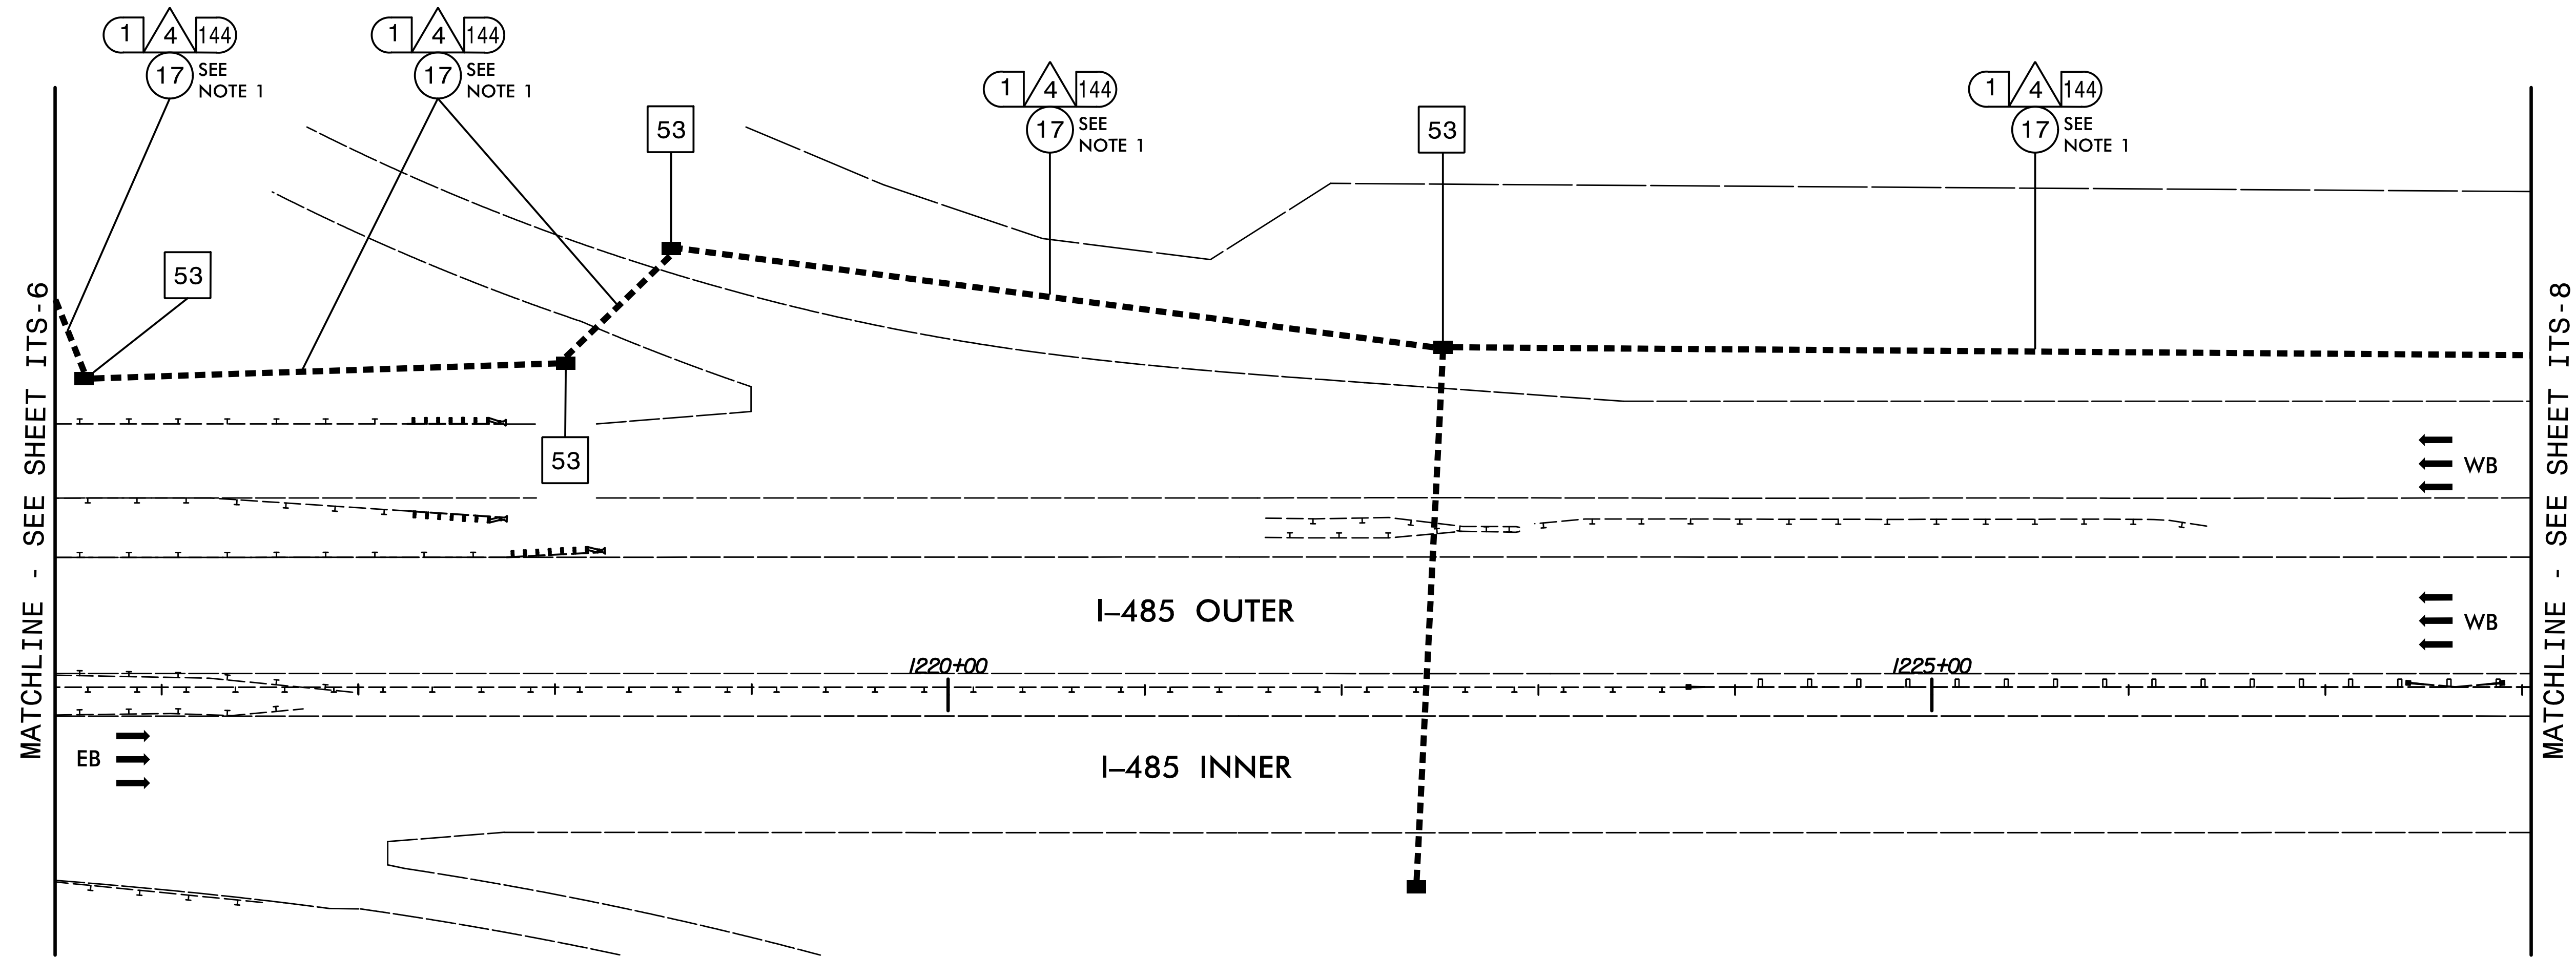 1 4 144
17 SEE
NOTE 1
1 4 144
17 SEE
NOTE 1
1 4 144
17 SEE
NOTE 1
1 4 144
17 SEE
NOTE 1
53
53
53
53
MATCHLINE - SEE SHEET ITS-6
MATCHLINE - SEE SHEET ITS-8
WB
I-485 OUTER
WB
1220+00
1225+00
EB
I-485 INNER